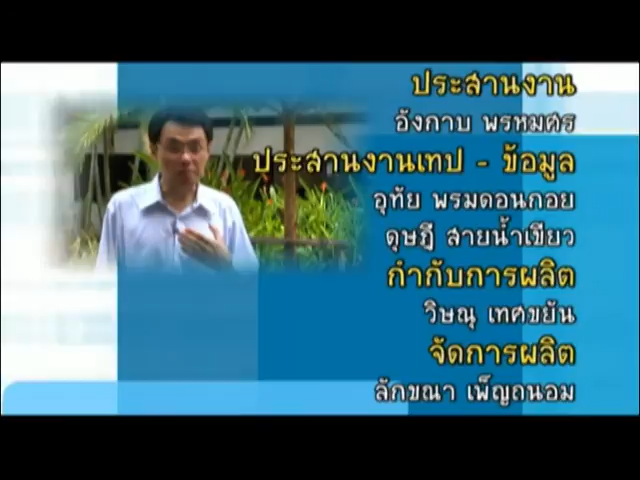 ประสานงาน
อังกาบ พรหมศร
ประสานงานเทป - ข้อมูล
อุทัย พรมดอนกอย
ดุษฎี สายน้ำเขียว
กำกับการผลิต
วิษณุ เทศขยัน
จัดการผลิต
ลักขณา เพ็ญถนอม